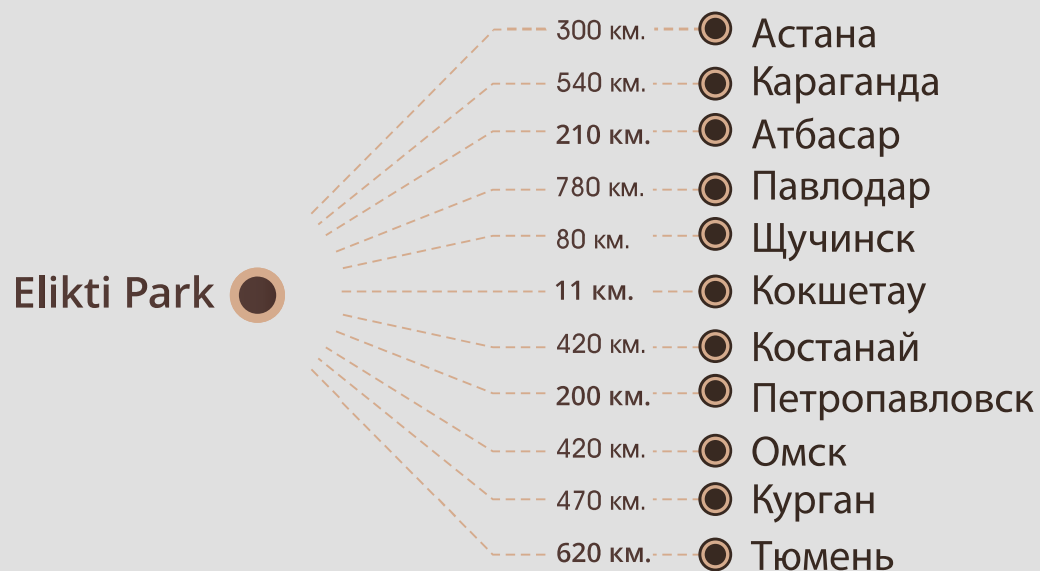 300 км. Астана
540 км. Караганда
210 км. Атбасар
780 км. Павлодар
80 км. Щучинск
Elikti Park 11 км. Кокшетау
420 км. Костанай
200 км. Петропавловск
420 км. Омск
470 км. Курган
620 км. Тюмень